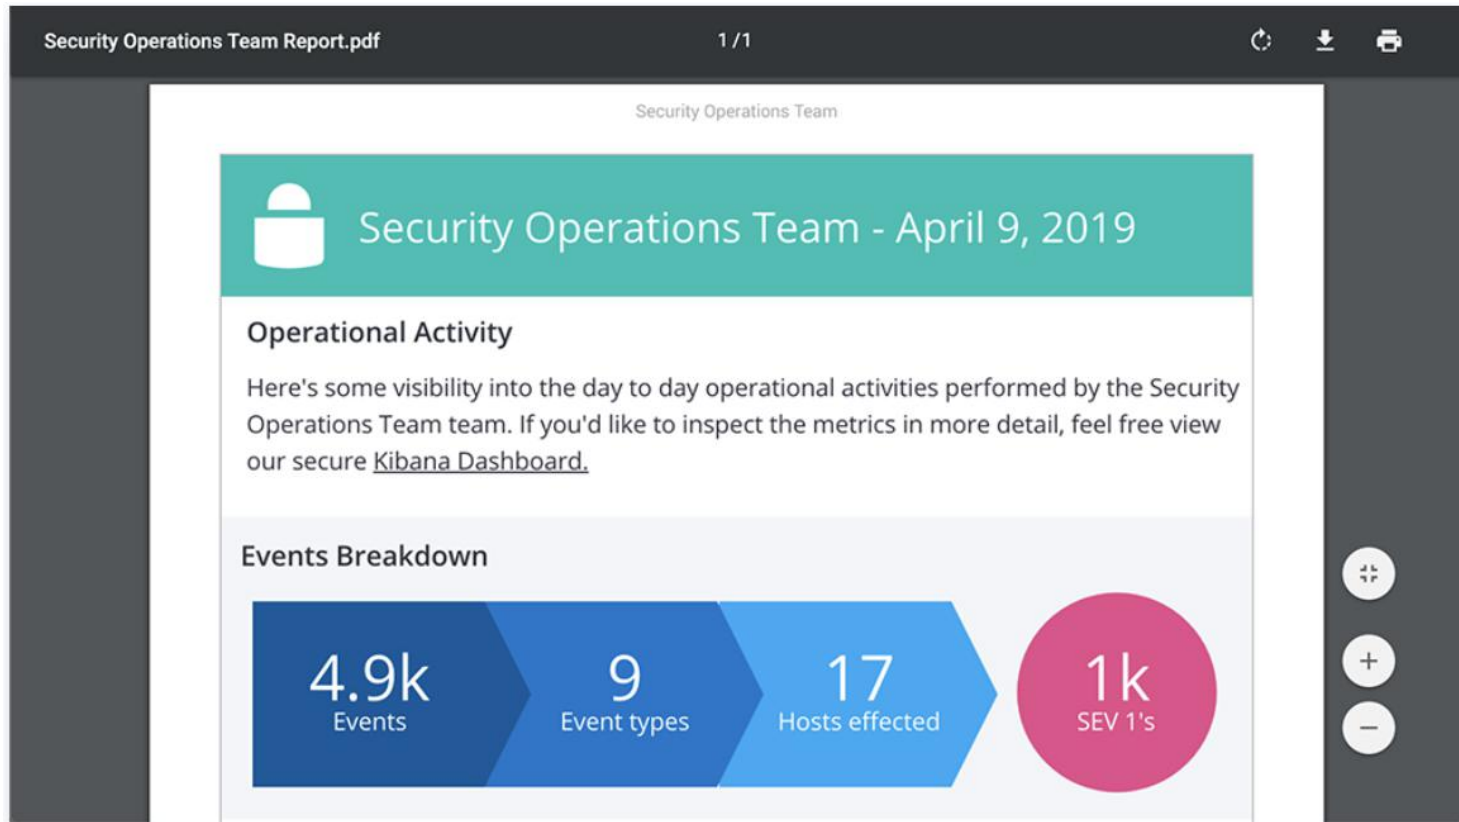 Security Operations Team Report.pdf
1 / 1
Security Operations Team
Security Operations Team - April 9, 2019
Operational Activity
Here's some visibility into the day to day operational activities performed by the Security
Operations Team team. If you'd like to inspect the metrics in more detail, feel free view
our secure Kibana Dashboard.
Events Breakdown
4.9k
Events
9
Event types
17
Hosts effected
1k
SEV 1's